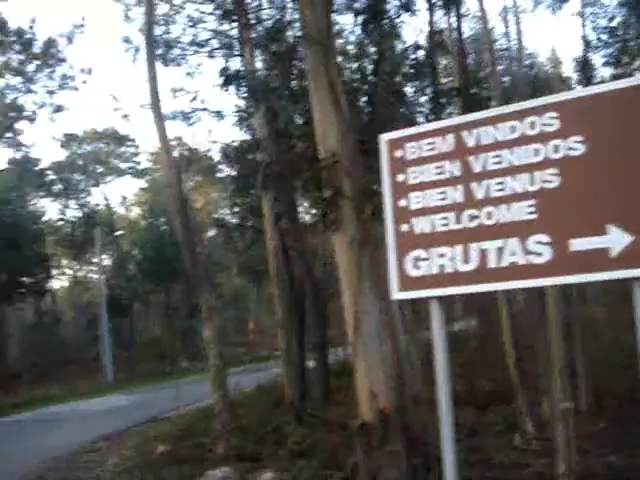 •BEM VINDOS
•BIEN VENIDOS
•BIEN VENUS
•WELCOME
GRUTAS →